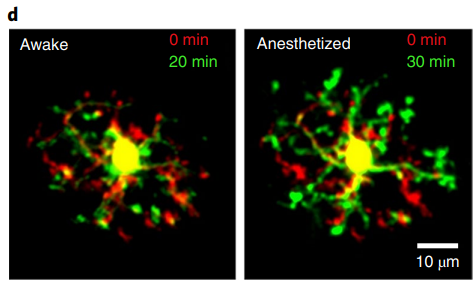 d
Awake
0 min
20 min
Anesthetized
0 min
30 min
10 μm